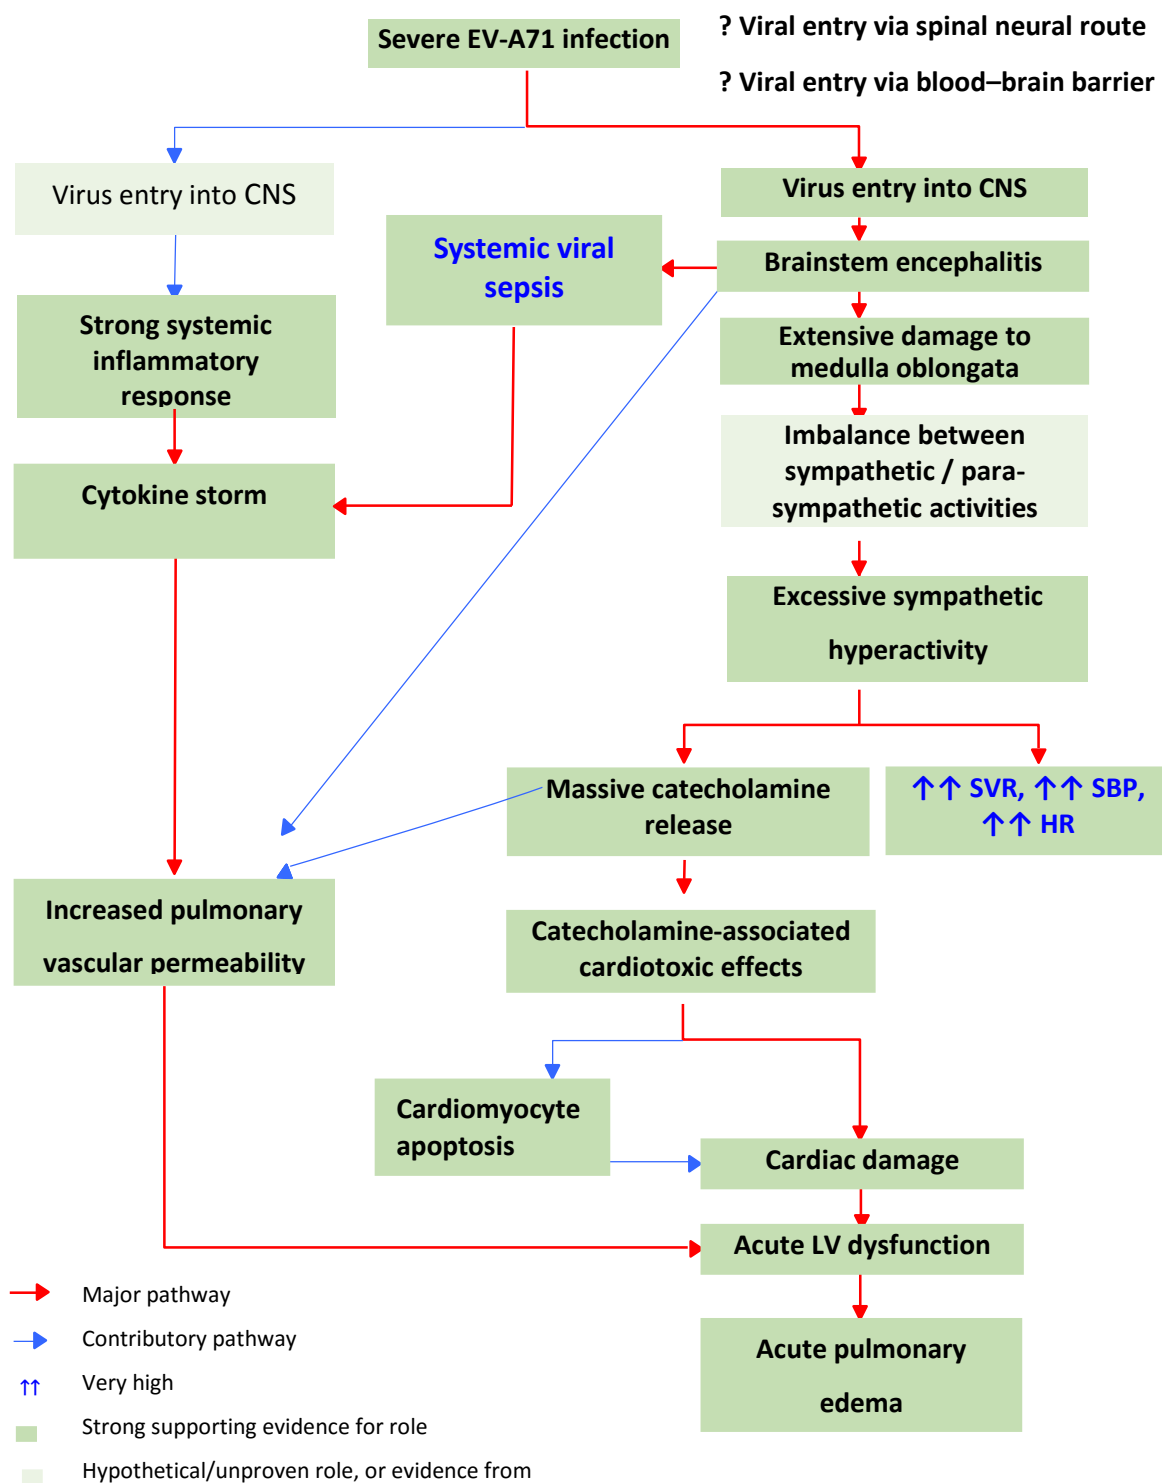 Severe EV-A71 infection
? Viral entry via spinal neural route
? Viral entry via blood–brain barrier
Virus entry into CNS
Virus entry into CNS
Systemic viral
sepsis
Brainstem encephalitis
Strong systemic
inflammatory
response
Extensive damage to
medulla oblongata
Imbalance between
sympathetic / para-
sympathetic activities
Cytokine storm
Excessive sympathetic
hyperactivity
Massive catecholamine
release
↑↑ SVR, ↑↑ SBP,
↑↑ HR
Increased pulmonary
vascular permeability
Catecholamine-associated
cardiotoxic effects
Cardiomyocyte
apoptosis
Cardiac damage
Acute LV dysfunction
Acute pulmonary
edema
Major pathway
Contributory pathway
↑↑ Very high
Strong supporting evidence for role
Hypothetical/unproven role, or evidence from